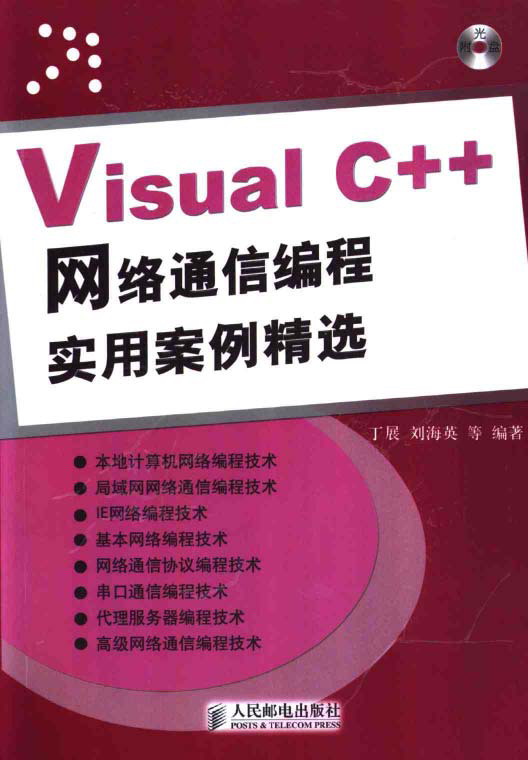 附光盘
Visual C++
网络通信编程
实用案例精选
丁展 刘海英 等 编著
● 本地计算机网络编程技术
● 局域网网络通信编程技术
● IE网络编程技术
● 基本网络编程技术
● 网络通信协议编程技术
● 串口通信编程技术
● 代理服务器编程技术
● 高级网络通信编程技术
人民邮电出版社
POSTS & TELECOM PRESS